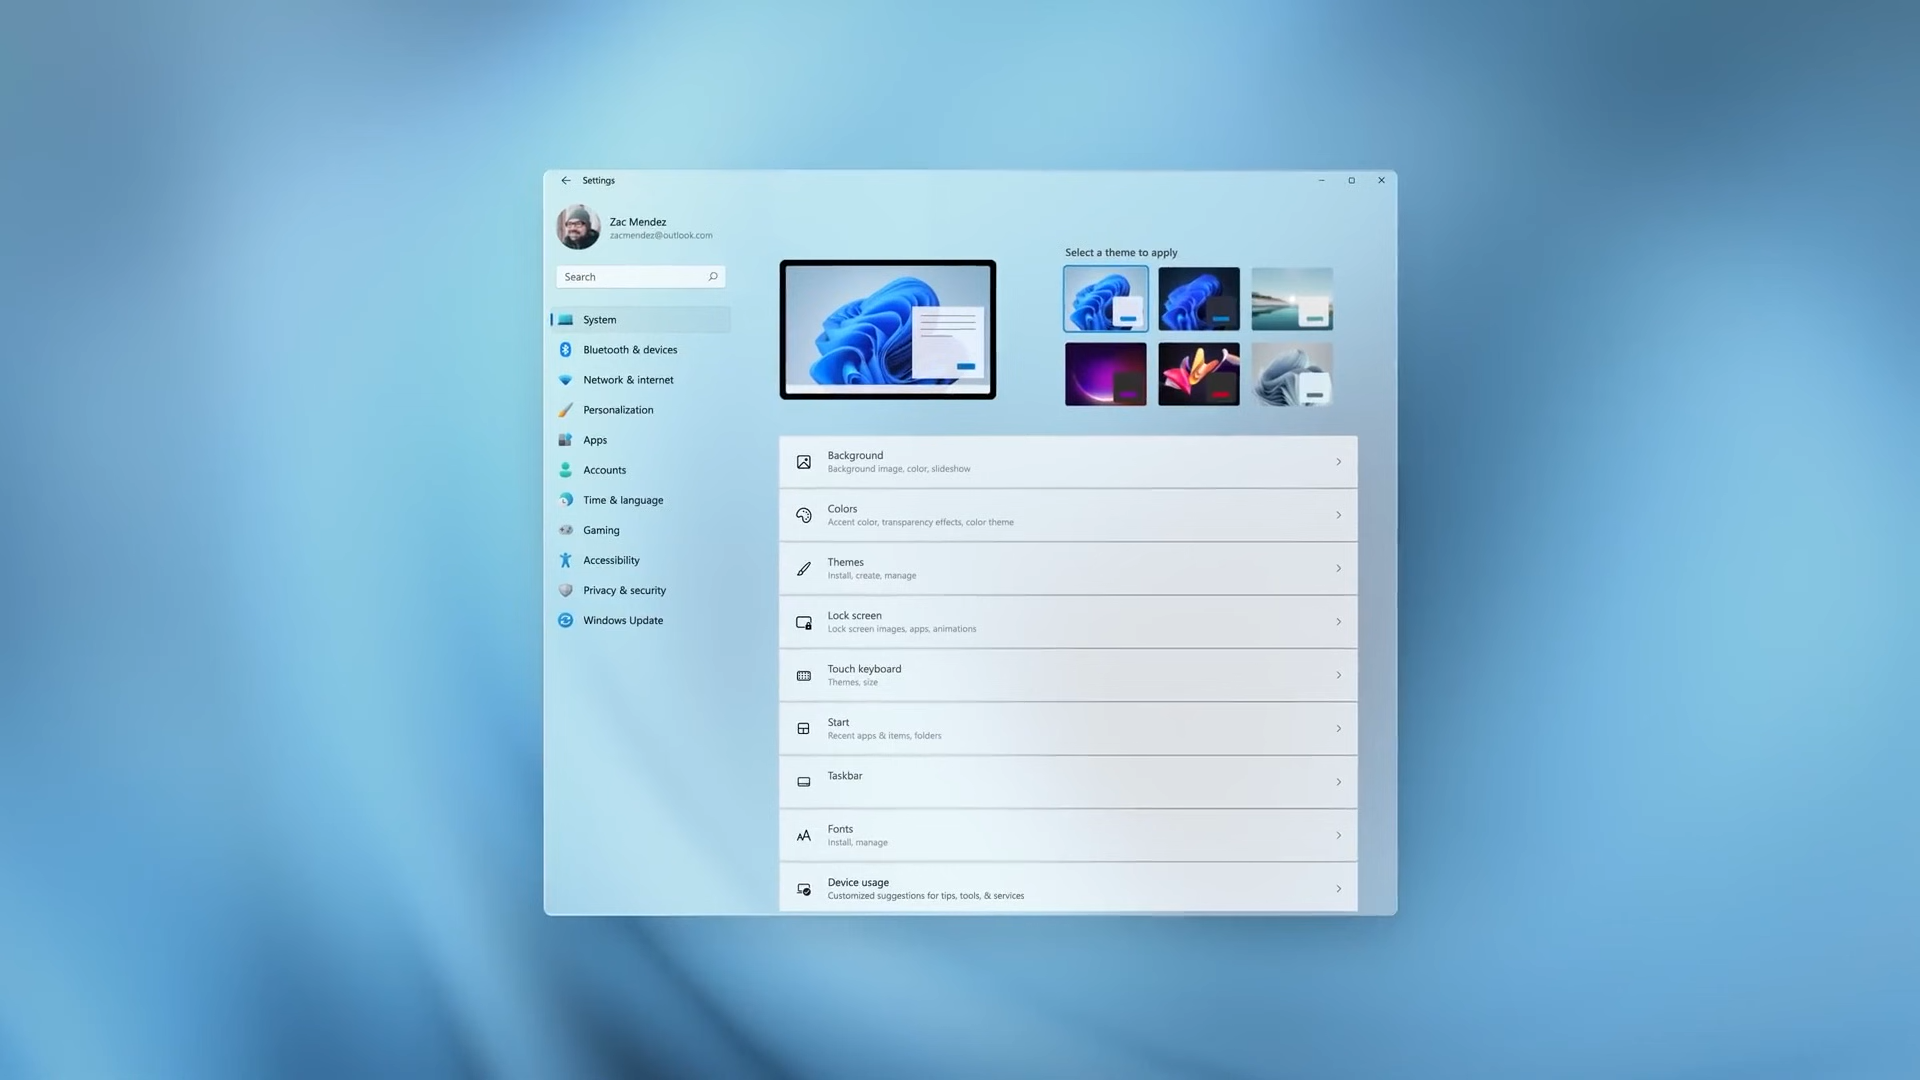 Settings
Zac Mendez
zacmendez@outlook.com
Search
System
Bluetooth & devices
Network & internet
Personalization
Apps
Accounts
Time & language
Gaming
Accessibility
Privacy & security
Windows Update
Select a theme to apply
Background
Background image, color, slideshow
Colors
Accent color, transparency effects, color theme
Themes
Install, create, manage
Lock screen
Lock screen images, apps, animations
Touch keyboard
Themes, size
Start
Recent apps & items, folders
Taskbar
Fonts
Install, manage
Device usage
Customized suggestions for tips, tools, & services